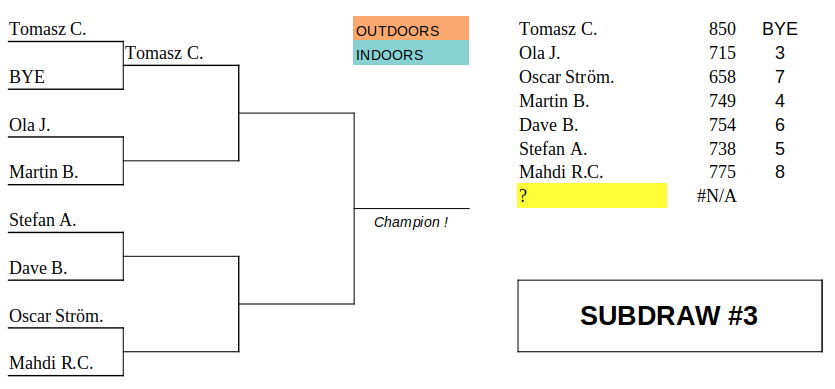 Tomasz C.
BYE
Tomasz C.
Ola J.
Martin B.
Stefan A.
Dave B.
Oscar Ström.
Mahdi R.C.
OUTDOORS
INDOORS
Champion !
Tomasz C. 850 BYE
Ola J. 715 3
Oscar Ström. 658 7
Martin B. 749 4
Dave B. 754 6
Stefan A. 738 5
Mahdi R.C. 775 8
? #N/A
SUBDRAW #3